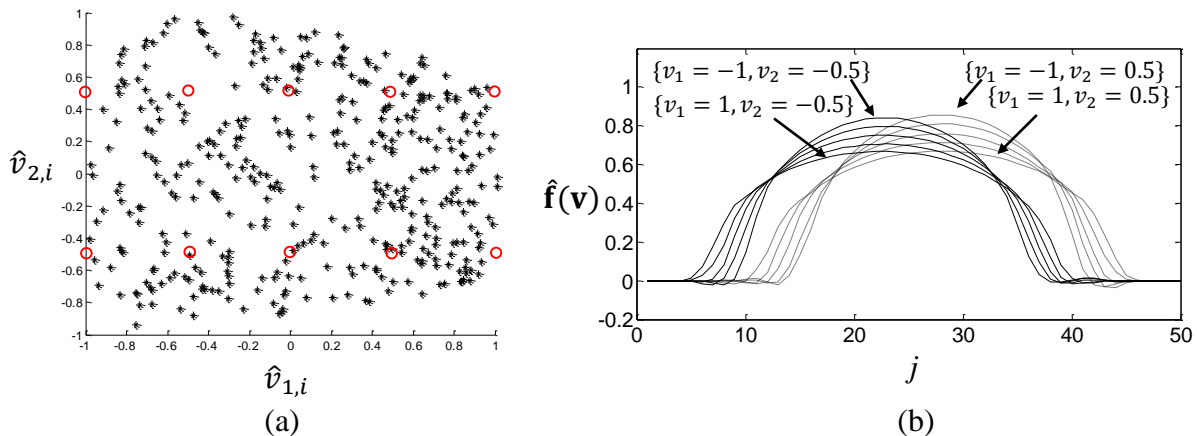 1
0.8
0.6
0.4
0.2
0
-0.2
-0.4
-0.6
-0.8
-1
-1 -0.8 -0.6 -0.4 -0.2 0 0.2 0.4 0.6 0.8 1
v̂₂,ᵢ
v̂₁,ᵢ
(a)
1
0.8
0.6
0.4
0.2
0
-0.2
0 10 20 30 40 50
f̂(v)
{v₁ = −1, v₂ = −0.5}
{v₁ = 1, v₂ = −0.5}
{v₁ = −1, v₂ = 0.5}
{v₁ = 1, v₂ = 0.5}
j
(b)